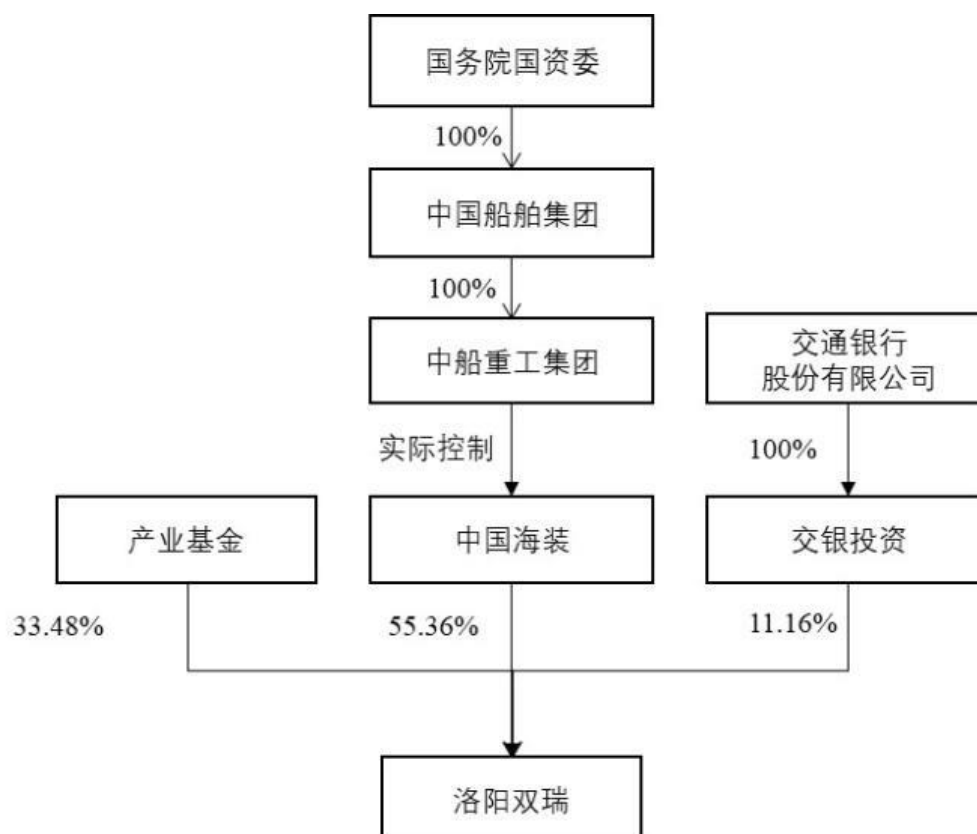 国务院国资委
100%
中国船舶集团
100%
中船重工集团
交通银行
股份有限公司
实际控制
100%
产业基金
中国海装
交银投资
33.48%
55.36%
11.16%
洛阳双瑞